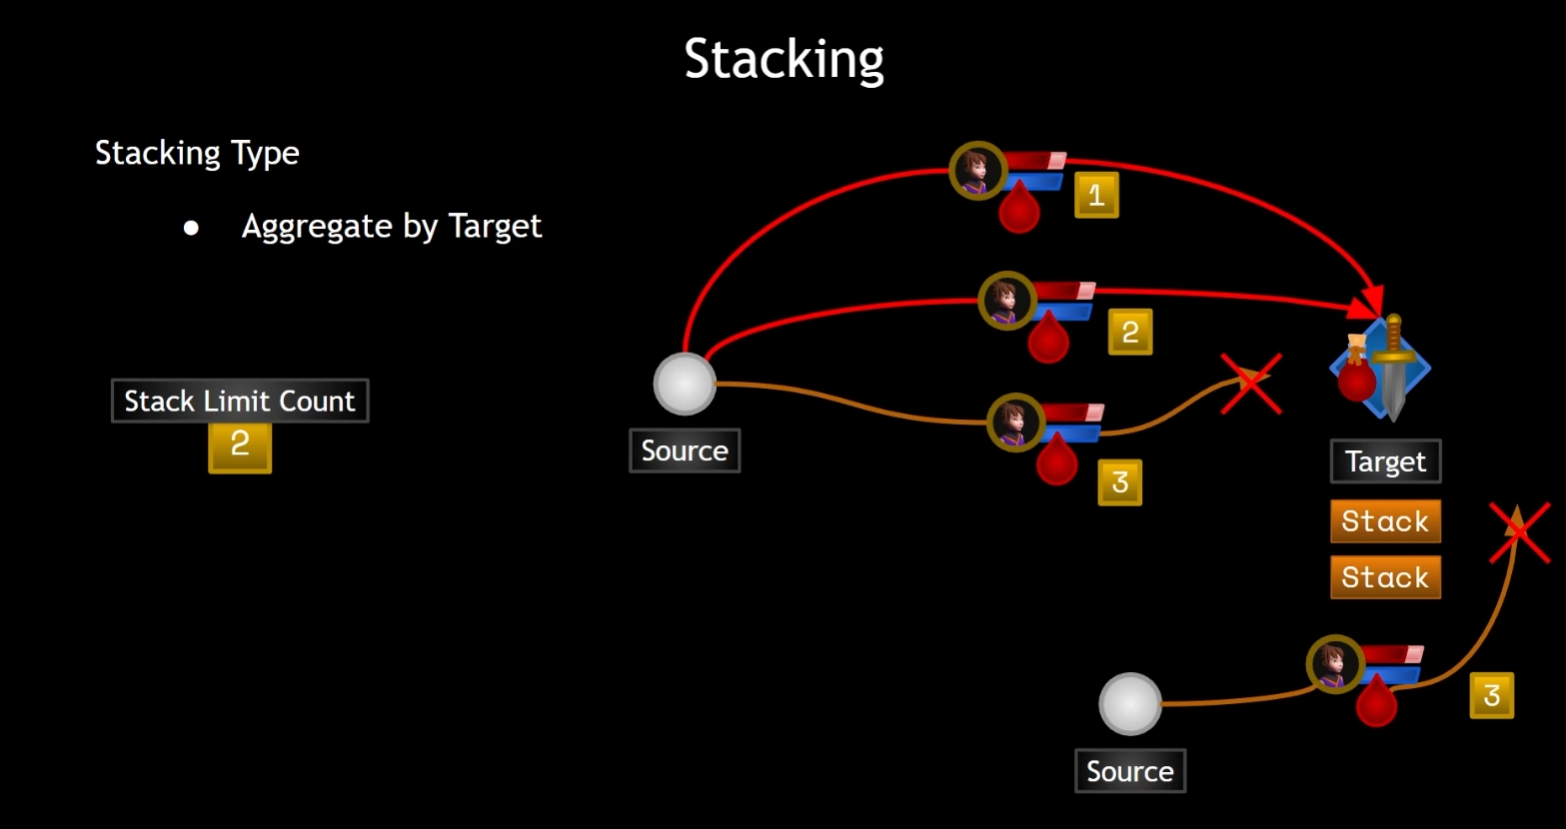 Stacking
Stacking Type
● Aggregate by Target
1
2
Stack Limit Count
2
Source
3
Target
Stack
Stack
3
Source